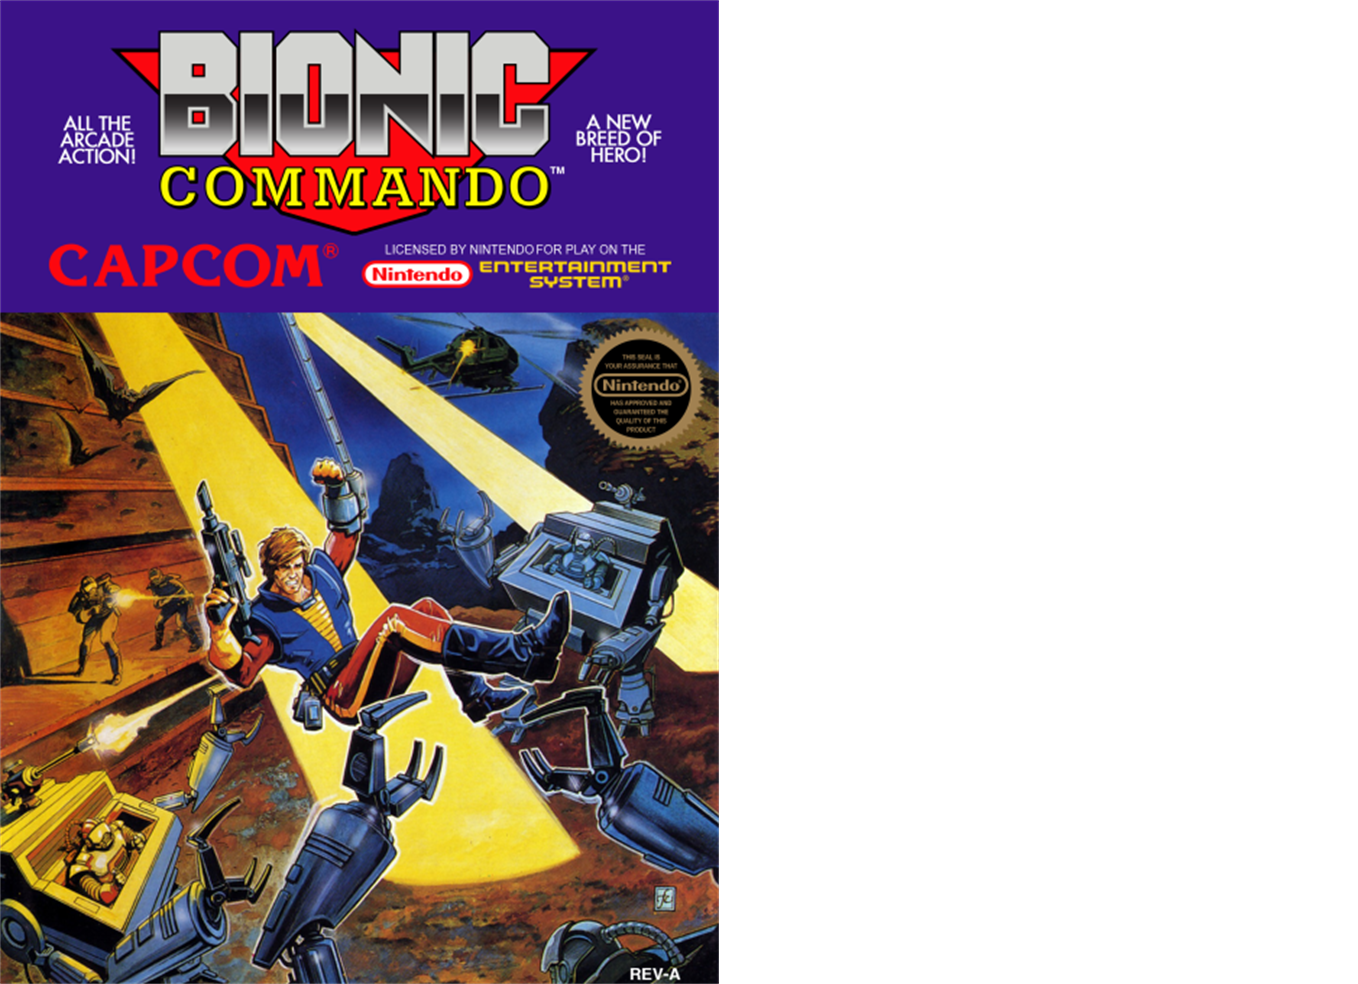 BIONIC
COMMANDO™
ALL THE
ARCADE
ACTION!
A NEW
BREED OF
HERO!
CAPCOM®
LICENSED BY NINTENDO FOR PLAY ON THE
Nintendo ENTERTAINMENT
SYSTEM®
THIS SEAL IS
YOUR ASSURANCE THAT
Nintendo®
HAS APPROVED AND
GUARANTEED THE
QUALITY OF THIS
PRODUCT
REV-A